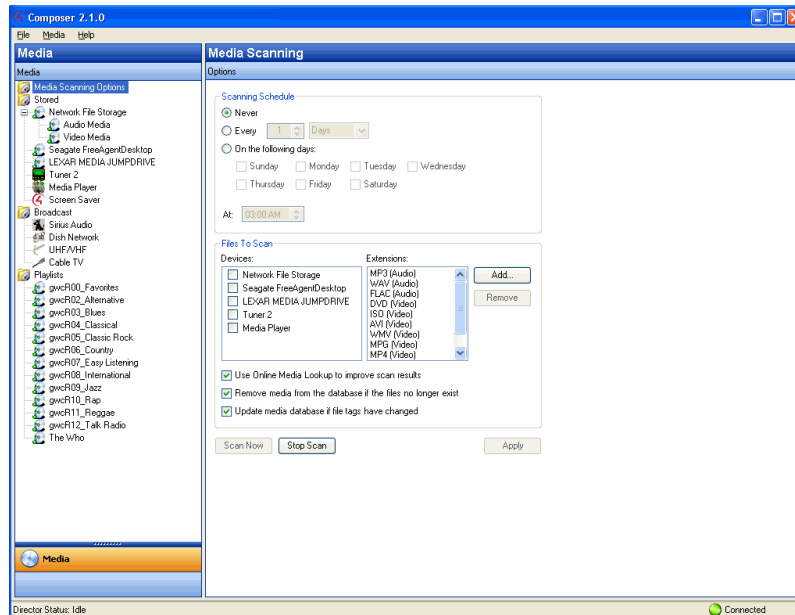 Composer 2.1.0
File Media Help
Media
Media
Media Scanning Options
Stored
Network File Storage
Audio Media
Video Media
Seagate FreeAgentDesktop
LEXAR MEDIA JUMPDRIVE
Tuner 2
Media Player
Screen Saver
Broadcast
Sirius Audio
Dish Network
UHF/VHF
Cable TV
Playlists
gwcR00_Favorites
gwcR02_Alternative
gwcR03_Blues
gwcR04_Classical
gwcR05_Classic Rock
gwcR06_Country
gwcR07_Easy Listening
gwcR08_International
gwcR09_Jazz
gwcR10_Rap
gwcR11_Reggae
gwcR12_Talk Radio
The Who
Media
Media Scanning
Options
Scanning Schedule
Never
Every 1 Days
On the following days:
Sunday Monday Tuesday Wednesday
Thursday Friday Saturday
At: 03:00 AM
Files To Scan
Devices:
Network File Storage
Seagate FreeAgentDesktop
LEXAR MEDIA JUMPDRIVE
Tuner 2
Media Player
Extensions:
MP3 (Audio)
WAV (Audio)
FLAC (Audio)
DVD (Video)
ISO (Video)
AVI (Video)
WMV (Video)
MPG (Video)
MP4 (Video)
Add...
Remove
Use Online Media Lookup to improve scan results
Remove media from the database if the files no longer exist
Update media database if file tags have changed
Scan Now Stop Scan Apply
Director Status: Idle Connected